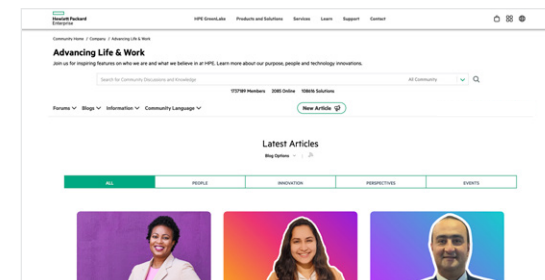 Hewlett Packard
Enterprise
HPE GreenLake
Products and Solutions
Services
Learn
Support
Contact
Community Home / Company / Advancing Life & Work
Advancing Life & Work
Join us for inspiring features on who we are and what we believe in at HPE. Learn more about our purpose, people and technology innovations.
Search for Community Discussions and Knowledge
All Community
1737189 Members 2085 Online 108616 Solutions
Forums Blogs Information Community Language
New Article
Latest Articles
Blog Options
ALL
PEOPLE
INNOVATION
PERSPECTIVES
EVENTS